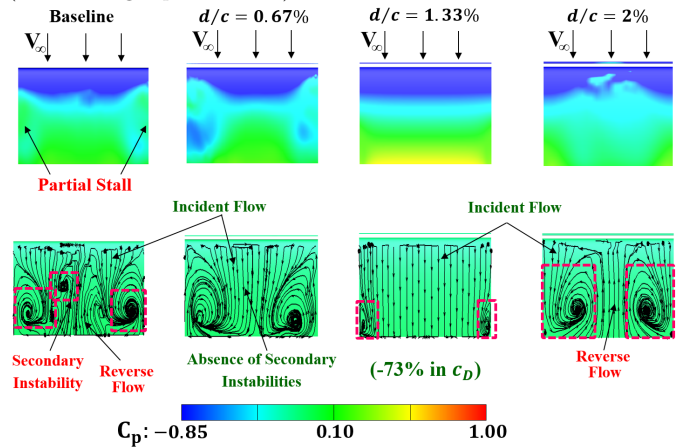 Baseline
d/c = 0.67%
d/c = 1.33%
d/c = 2%
V∞
V∞
V∞
V∞
Partial Stall
Incident Flow
Incident Flow
Secondary
Instability
Reverse
Flow
Absence of Secondary
Instabilities
(-73% in c_D)
Reverse
Flow
C_p: −0.85
0.10
1.00